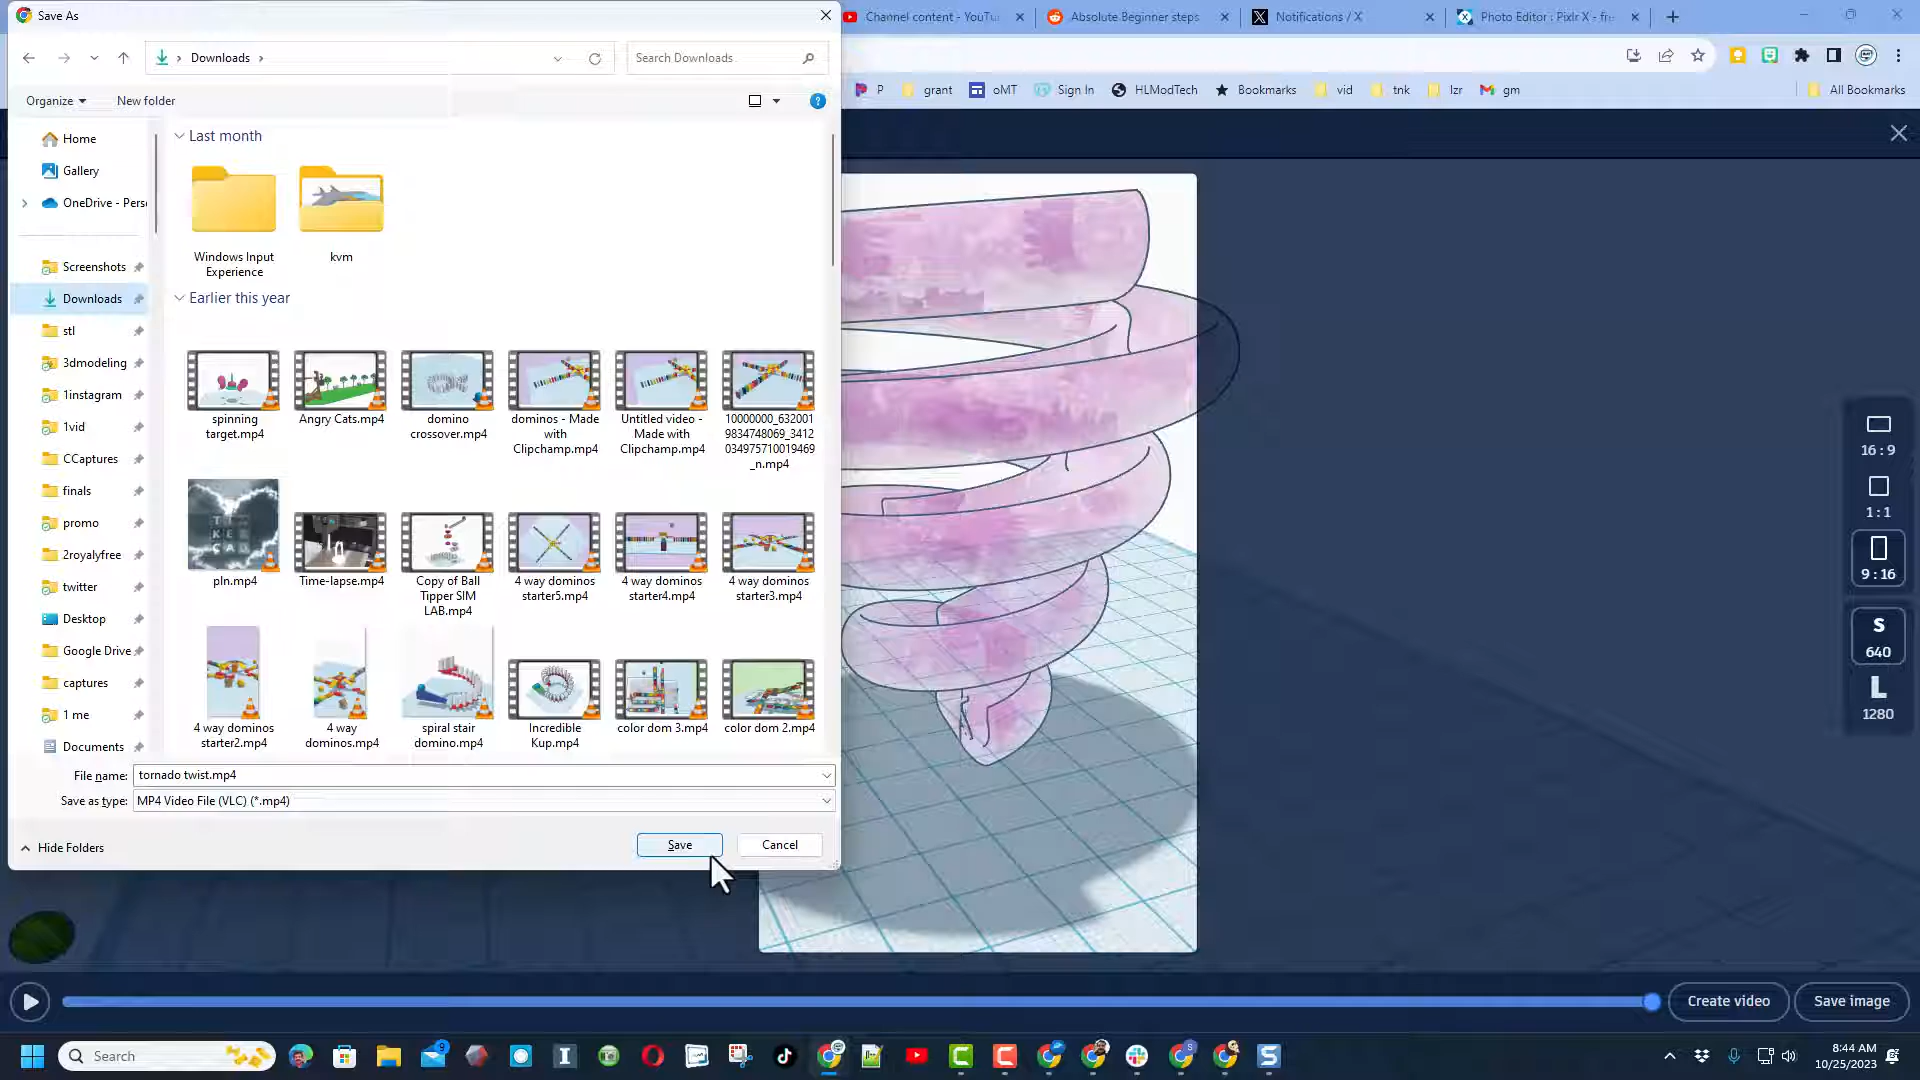 Save As
Channel content - YouTu
Absolute Beginner steps
Notifications / X
Photo Editor : Pixlr X - fre
Downloads
Search Downloads
Organize
New folder
P
grant
oMT
Sign In
HLModTech
Bookmarks
vid
tnk
lzr
gm
All Bookmarks
Home
Gallery
OneDrive - Perso
Screenshots
Downloads
stl
3dmodeling
1instagram
1vid
CCaptures
finals
promo
2royalyfree
twitter
Desktop
Google Drive
captures
1 me
Documents
Last month
Windows Input
Experience
kvm
Earlier this year
spinning
target.mp4
Angry Cats.mp4
domino
crossover.mp4
dominos - Made
with
Clipchamp.mp4
Untitled video -
Made with
Clipchamp.mp4
10000000_632001
9834748069_3412
034975710019469
_n.mp4
pln.mp4
Time-lapse.mp4
Copy of Ball
Tipper SIM
LAB.mp4
4 way dominos
starter5.mp4
4 way dominos
starter4.mp4
4 way dominos
starter3.mp4
4 way dominos
starter2.mp4
4 way
dominos.mp4
spiral stair
domino.mp4
Incredible
Kup.mp4
color dom 3.mp4
color dom 2.mp4
File name: tornado twist.mp4
Save as type: MP4 Video File (VLC) (*.mp4)
Hide Folders
Save
Cancel
16 : 9
1 : 1
9 : 16
S
640
L
1280
Create video
Save image
Search
8:44 AM
10/25/2023